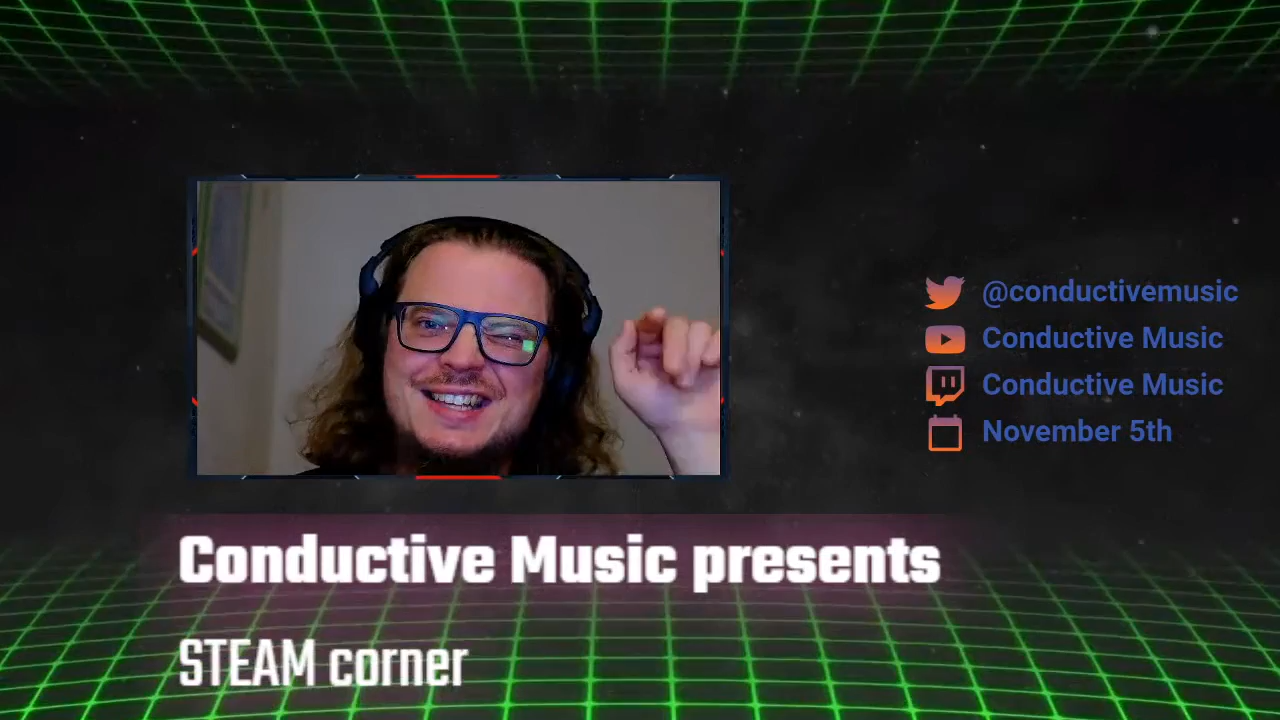 @conductivemusic
Conductive Music
Conductive Music
November 5th
Conductive Music presents
STEAM corner